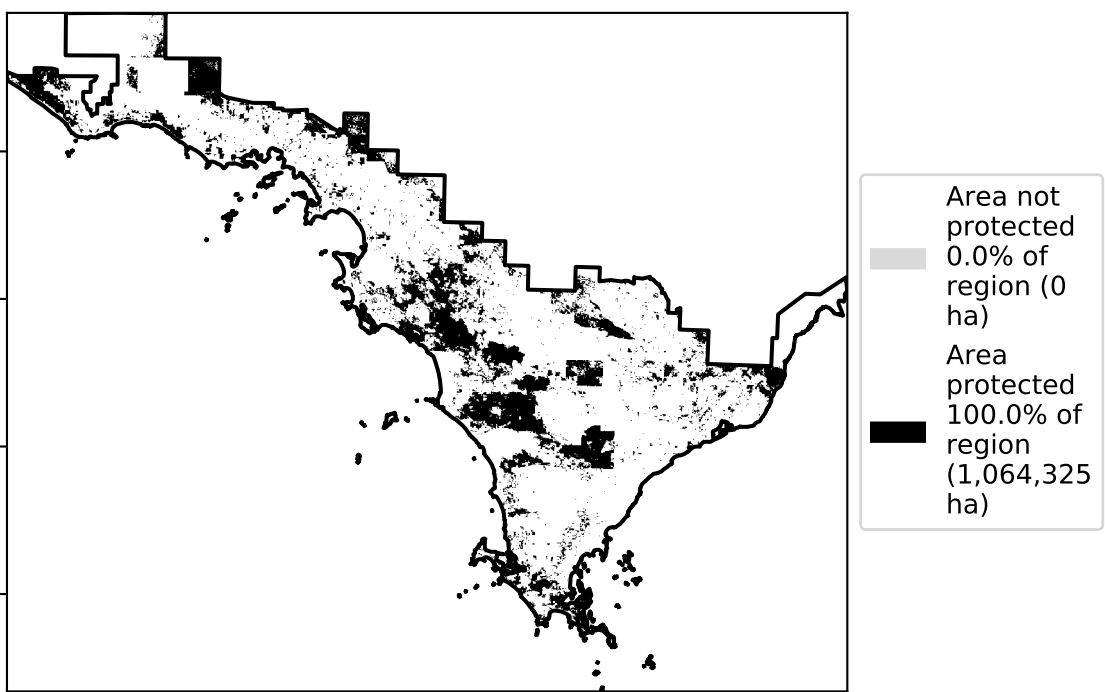 Area not
protected
0.0% of
region (0
ha)
Area
protected
100.0% of
region
(1,064,325
ha)